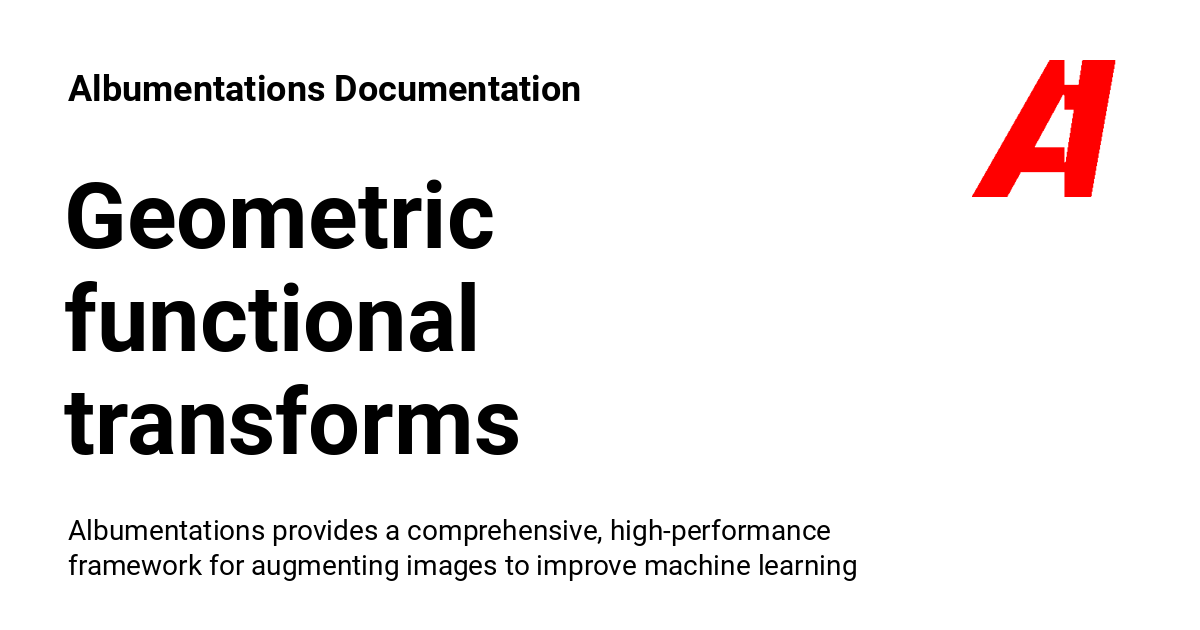 Albumentations Documentation
Geometric
functional
transforms
Albumentations provides a comprehensive, high-performance
framework for augmenting images to improve machine learning